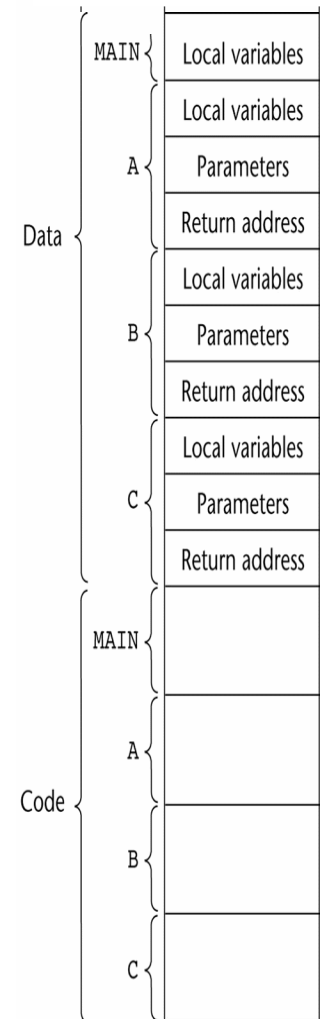 MAIN Local variables
Local variables
A Parameters
Return address
Data
Local variables
B Parameters
Return address
Local variables
C Parameters
Return address
MAIN
A
Code
B
C